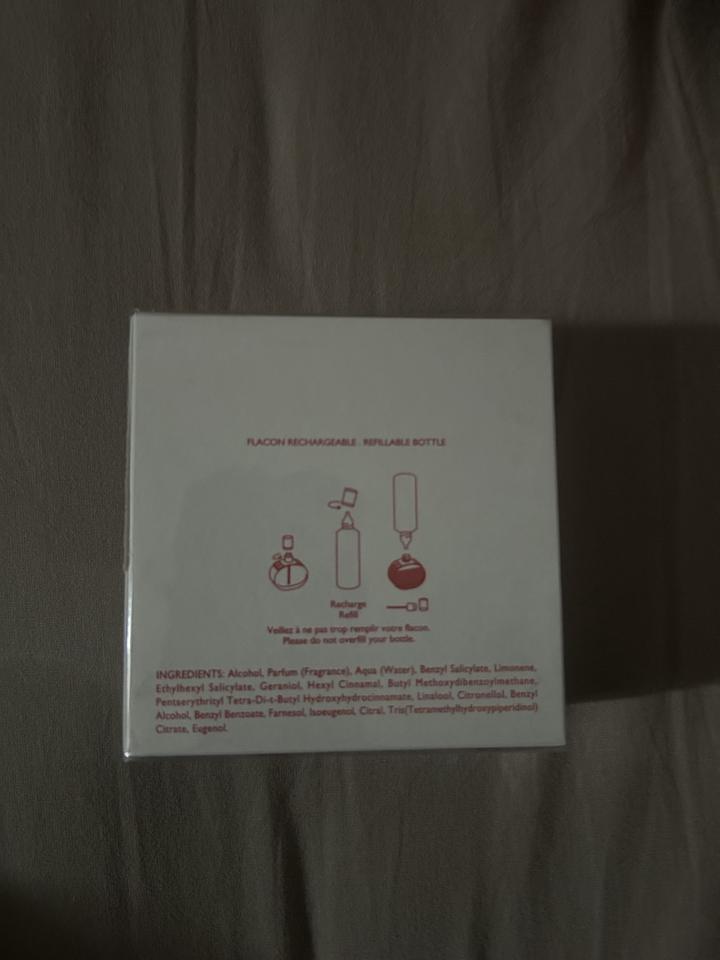 FLACON RECHARGEABLE . REFILLABLE BOTTLE
Recharge
Refill
Veillez à ne pas trop remplir votre flacon.
Please do not overfill your bottle.
INGREDIENTS: Alcohol, Parfum (Fragrance), Aqua (Water), Benzyl Salicylate, Limonene,
Ethylhexyl Salicylate, Geraniol, Hexyl Cinnamal, Butyl Methoxydibenzoylmethane,
Pentaerythrityl Tetra-Di-t-Butyl Hydroxyhydrocinnamate, Linalool, Citronellol, Benzyl
Alcohol, Benzyl Benzoate, Farnesol, Isoeugenol, Citral, Tris(Tetramethylhydroxypiperidinol)
Citrate, Eugenol.